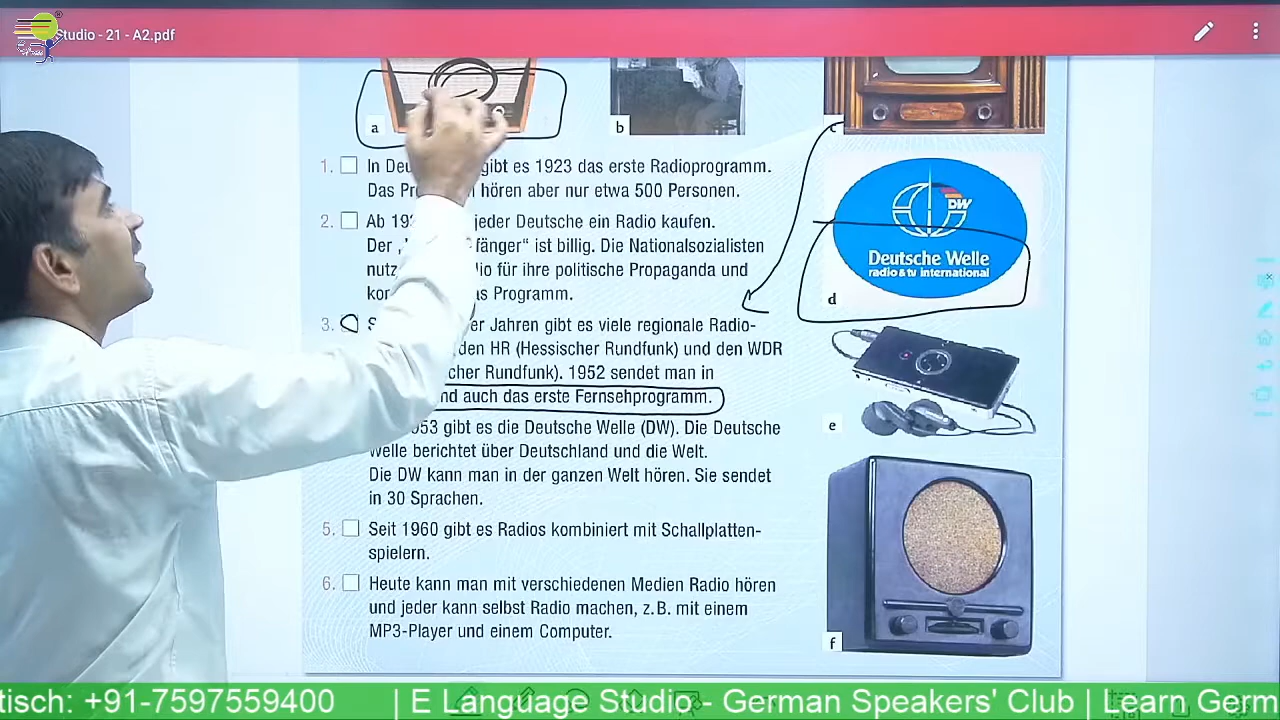 Studio - 21 - A2.pdf
a
b
c
1. In Deu gibt es 1923 das erste Radioprogramm.
Das Pr hören aber nur etwa 500 Personen.
2. Ab 19 jeder Deutsche ein Radio kaufen.
Der „ fänger“ ist billig. Die Nationalsozialisten
nutz io für ihre politische Propaganda und
kon as Programm.
3. S er Jahren gibt es viele regionale Radio-
den HR (Hessischer Rundfunk) und den WDR
cher Rundfunk). 1952 sendet man in
nd auch das erste Fernsehprogramm.
53 gibt es die Deutsche Welle (DW). Die Deutsche
Welle berichtet über Deutschland und die Welt.
Die DW kann man in der ganzen Welt hören. Sie sendet
in 30 Sprachen.
5. Seit 1960 gibt es Radios kombiniert mit Schallplatten-
spielern.
6. Heute kann man mit verschiedenen Medien Radio hören
und jeder kann selbst Radio machen, z. B. mit einem
MP3-Player und einem Computer.
DW
Deutsche Welle
radio & tv international
d
e
f
tisch: +91-7597559400 | E Language Studio - German Speakers' Club | Learn Germ